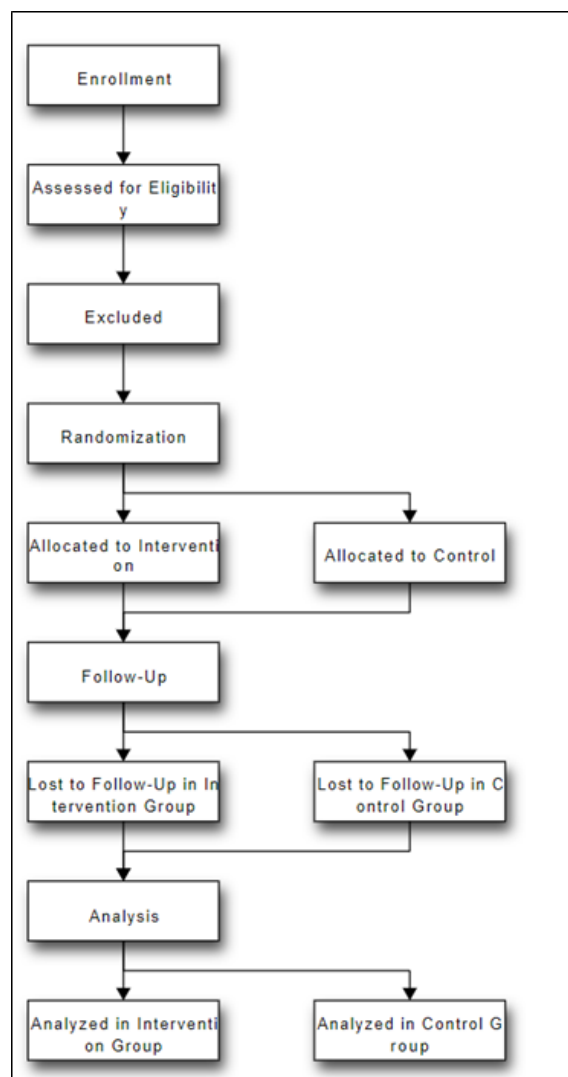 Enrollment
Assessed for Eligibilit
y
Excluded
Randomization
Allocated to Interventi
on
Allocated to Control
Follow-Up
Lost to Follow-Up in In
tervention Group
Lost to Follow-Up in C
ontrol Group
Analysis
Analyzed in Interventi
on Group
Analyzed in Control G
roup